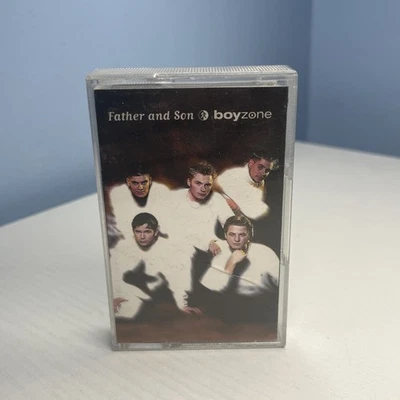 Father and Son boyzone